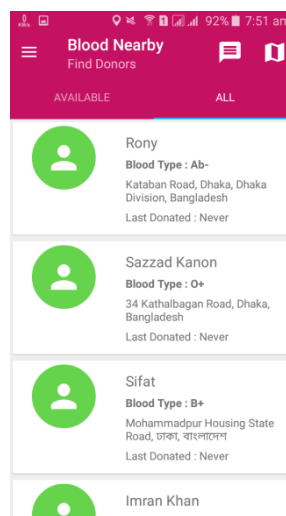 92% 7:51 am
Blood Nearby
Find Donors
AVAILABLE ALL
Rony
Blood Type : Ab-
Kataban Road, Dhaka, Dhaka
Division, Bangladesh
Last Donated : Never
Sazzad Kanon
Blood Type : O+
34 Kathalbagan Road, Dhaka,
Bangladesh
Last Donated : Never
Sifat
Blood Type : B+
Mohammadpur Housing State
Road, ঢাকা, বাংলাদেশ
Last Donated : Never
Imran Khan